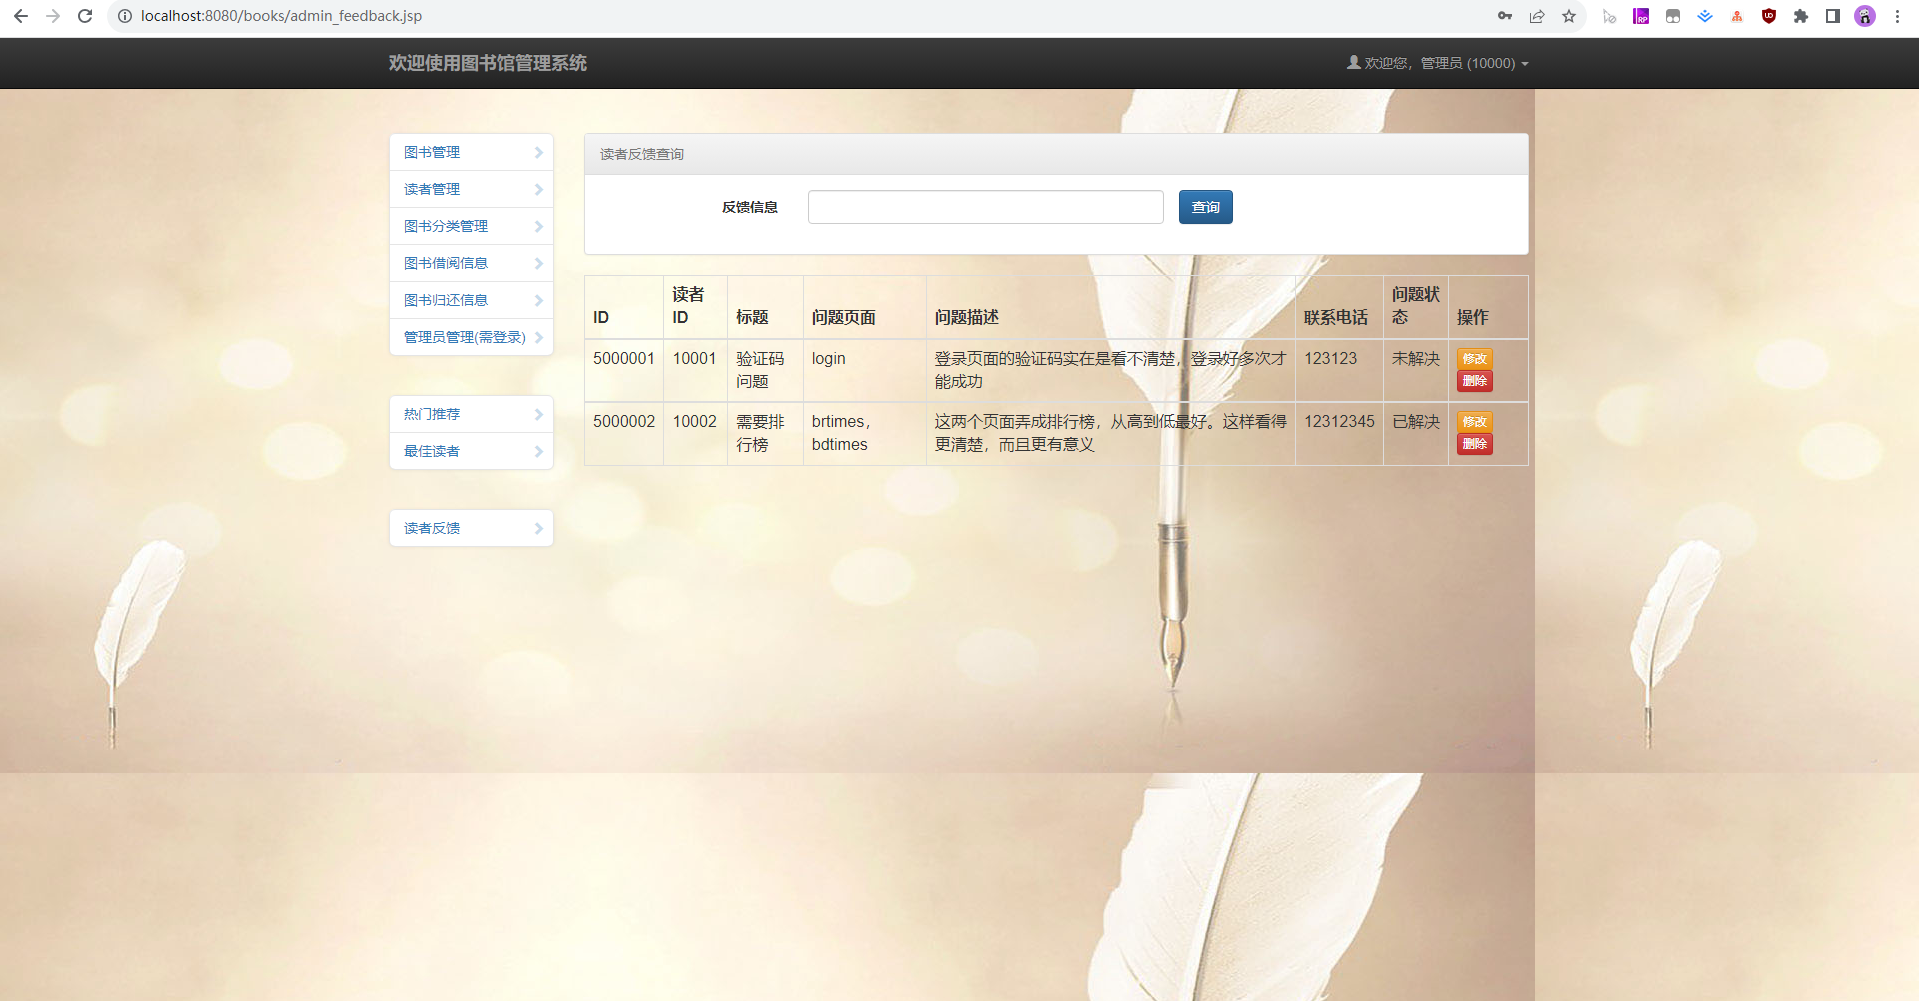 localhost:8080/books/admin_feedback.jsp
欢迎使用图书馆管理系统
欢迎您，管理员 (10000)
图书管理
读者管理
图书分类管理
图书借阅信息
图书归还信息
管理员管理(需登录)
热门推荐
最佳读者
读者反馈
读者反馈查询
反馈信息
查询
ID 读者 标题 问题页面 问题描述 联系电话 问题状 操作
ID 态
5000001 10001 验证码 login 登录页面的验证码实在是看不清楚，登录好多次才 123123 未解决 修改
问题 能成功 删除
5000002 10002 需要排 brtimes， 这两个页面弄成排行榜，从高到低最好。这样看得 12312345 已解决 修改
行榜 bdtimes 更清楚，而且更有意义 删除